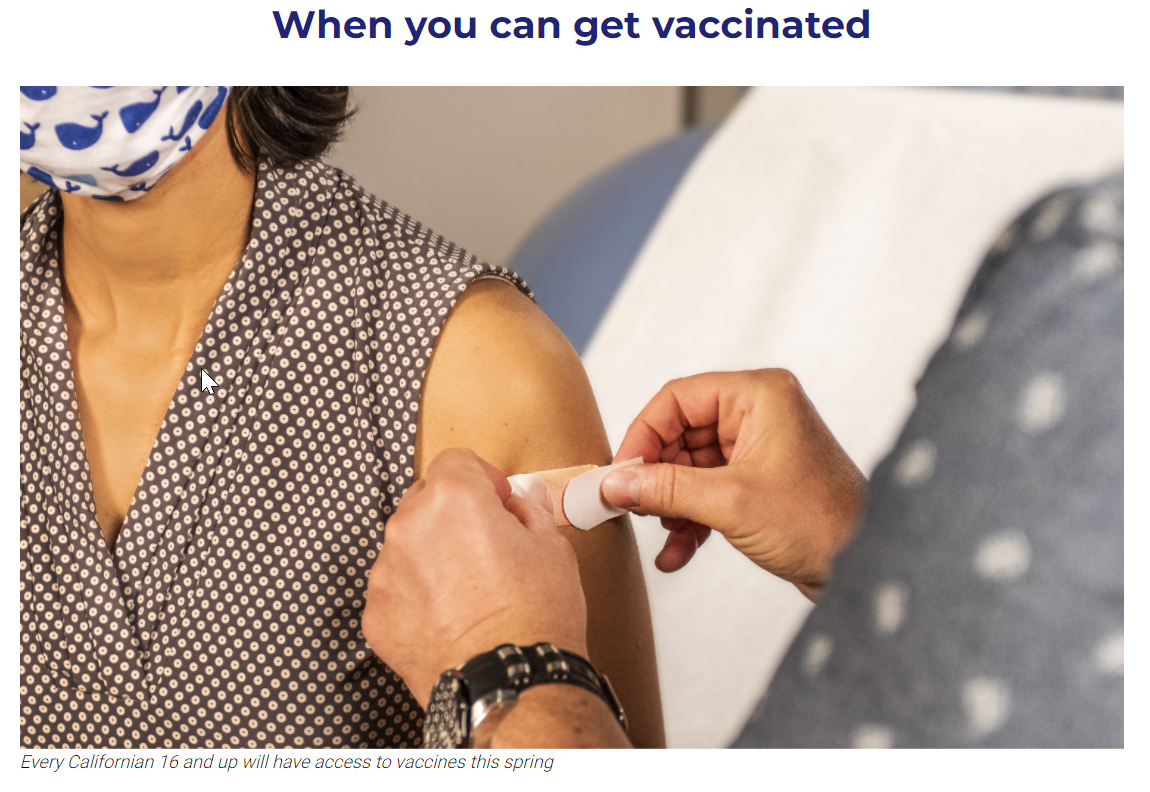 When you can get vaccinated
Every Californian 16 and up will have access to vaccines this spring